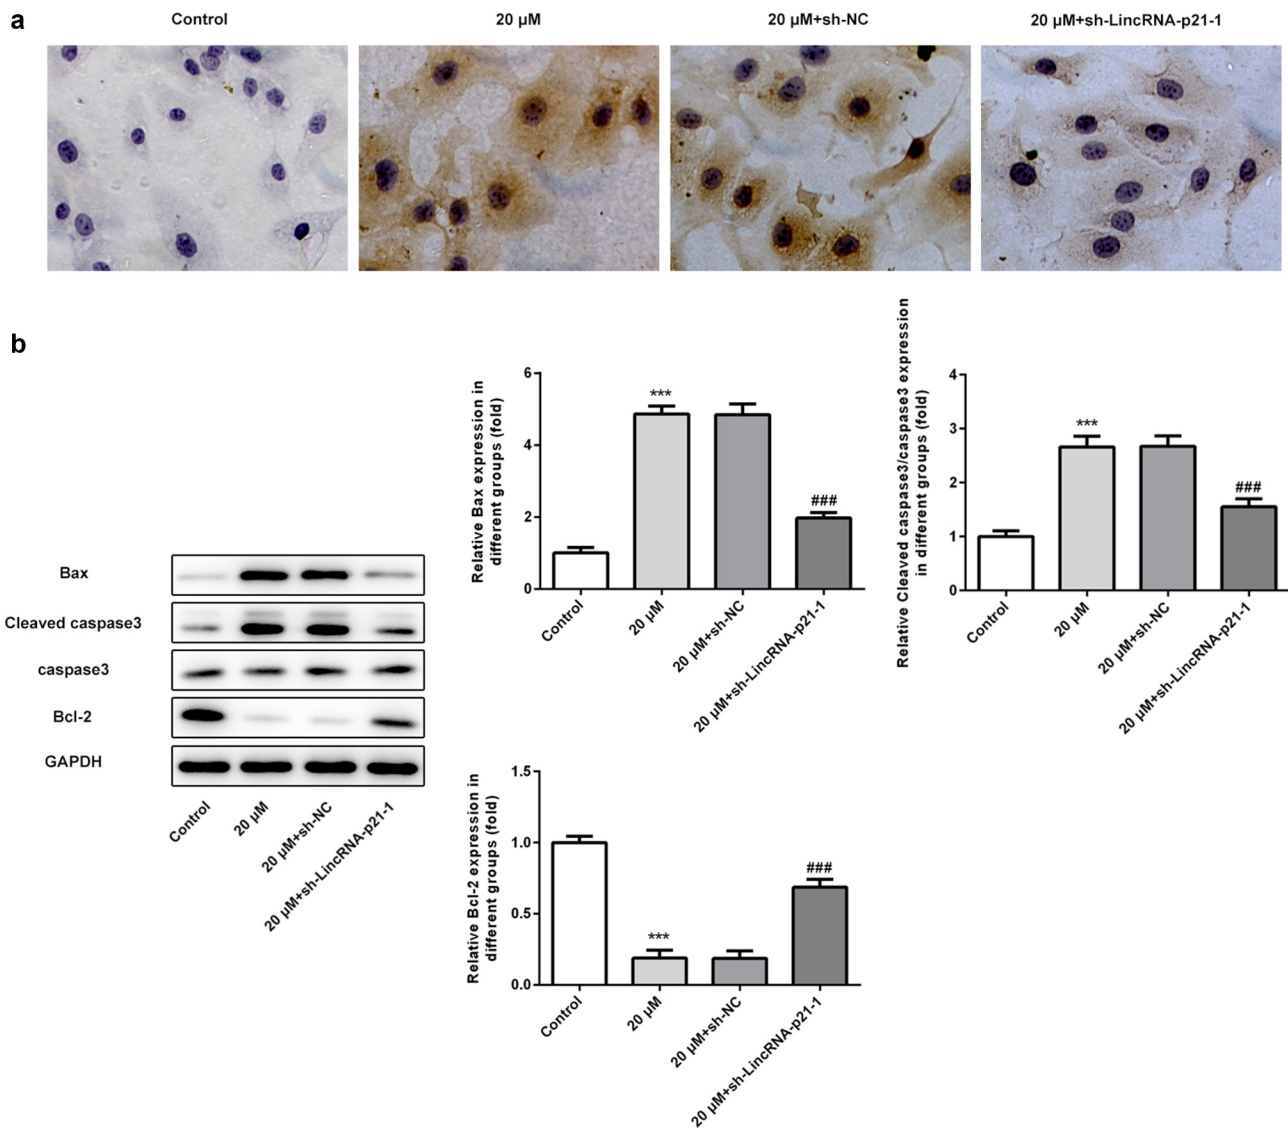 a
Control
20 µM
20 µM+sh-NC
20 µM+sh-LincRNA-p21-1
b
Bax
Cleaved caspase3
caspase3
Bcl-2
GAPDH
Control
20 µM
20 µM+sh-NC
20 µM+sh-LincRNA-p21-1
Relative Bax expression in
different groups (fold)
6
4
2
0
***
###
Control
20 µM
20 µM+sh-NC
20 µM+sh-LincRNA-p21-1
Relative Cleaved caspase3/caspase3 expression
in different groups (fold)
4
3
2
1
0
***
###
Control
20 µM
20 µM+sh-NC
20 µM+sh-LincRNA-p21-1
Relative Bcl-2 expression in
different groups (fold)
1.5
1.0
0.5
0.0
***
###
Control
20 µM
20 µM+sh-NC
20 µM+sh-LincRNA-p21-1